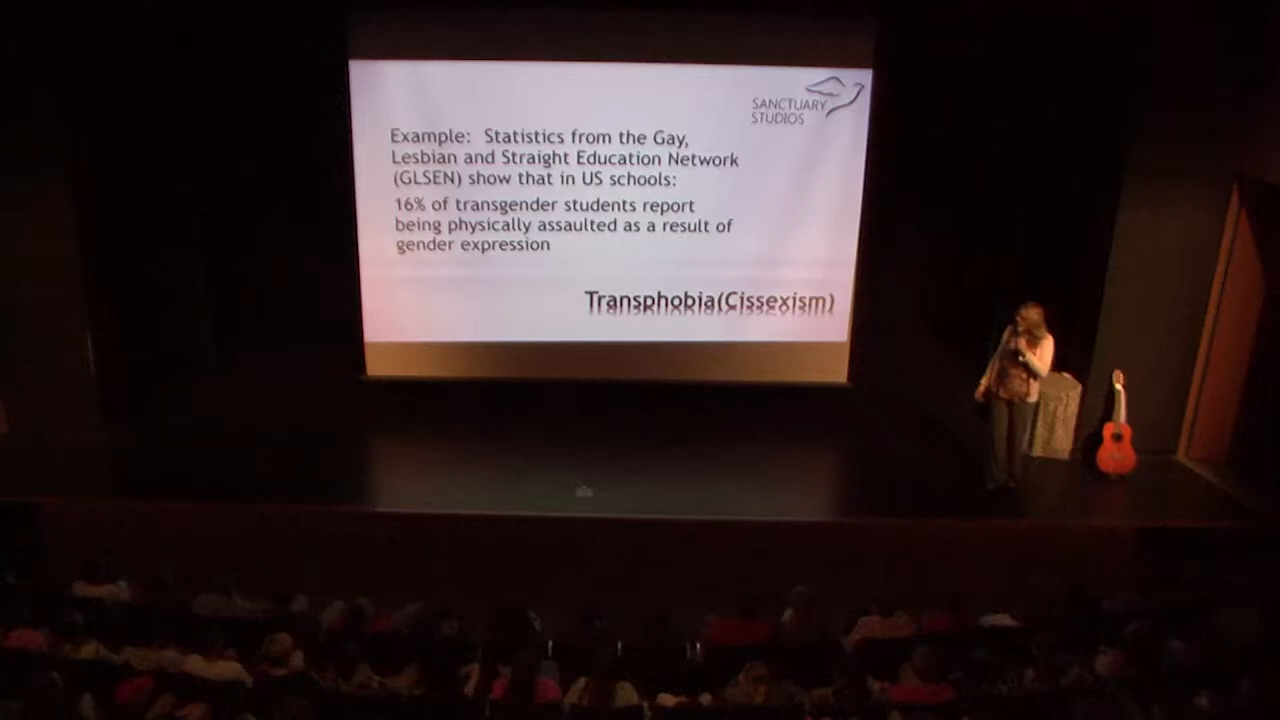 SANCTUARY
STUDIOS
Example: Statistics from the Gay,
Lesbian and Straight Education Network
(GLSEN) show that in US schools:
16% of transgender students report
being physically assaulted as a result of
gender expression
Transphobia(Cissexism)